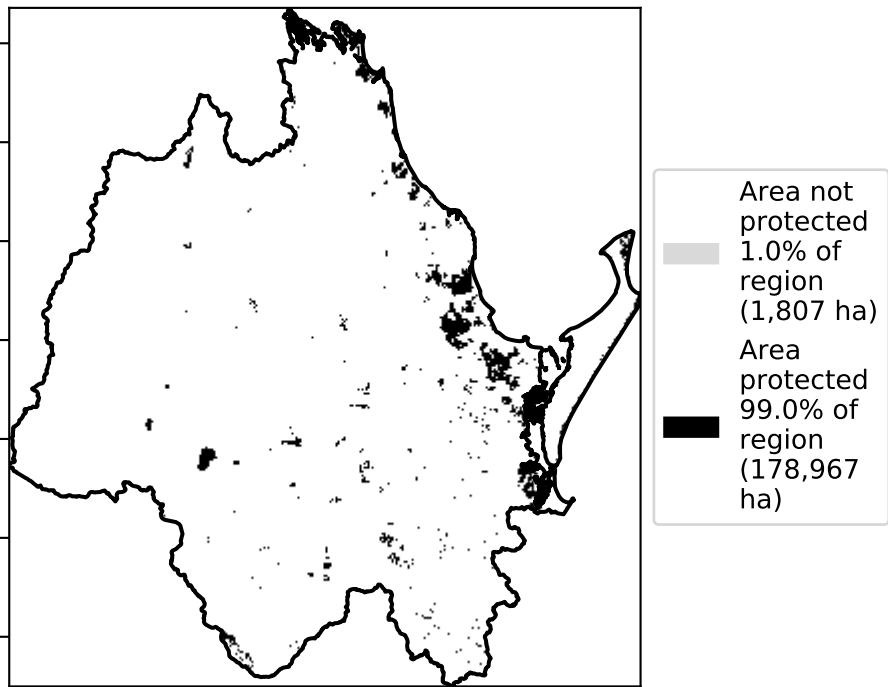 Area not
protected
1.0% of
region
(1,807 ha)
Area
protected
99.0% of
region
(178,967
ha)